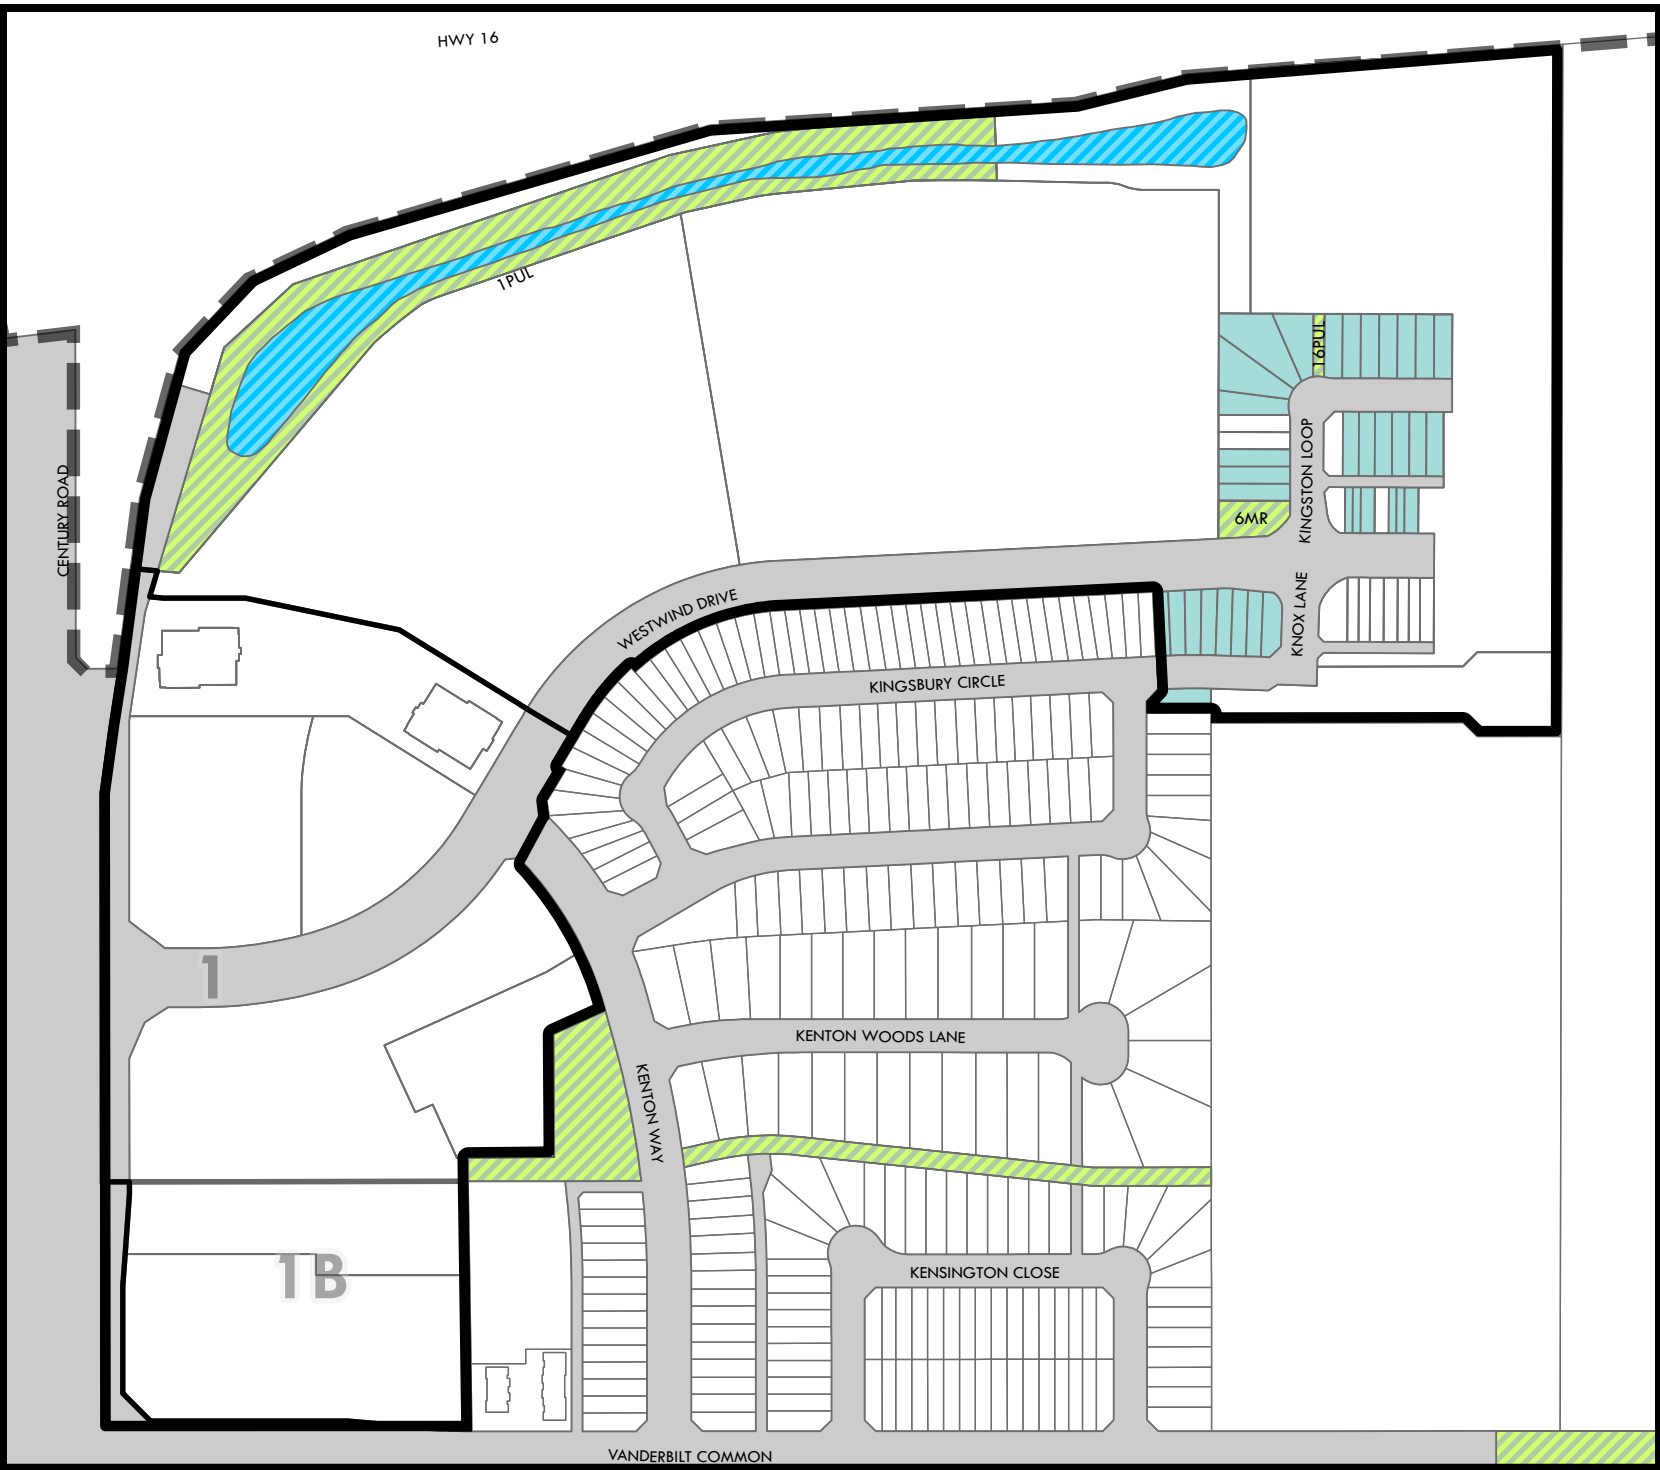 HWY 16
1PUL
16PUL
CENTURY ROAD
KINGSTON LOOP
6MR
WESTWIND DRIVE
KNOX LANE
KINGSBURY CIRCLE
1
KENTON WOODS LANE
KENTON WAY
1B
KENSINGTON CLOSE
VANDERBILT COMMON